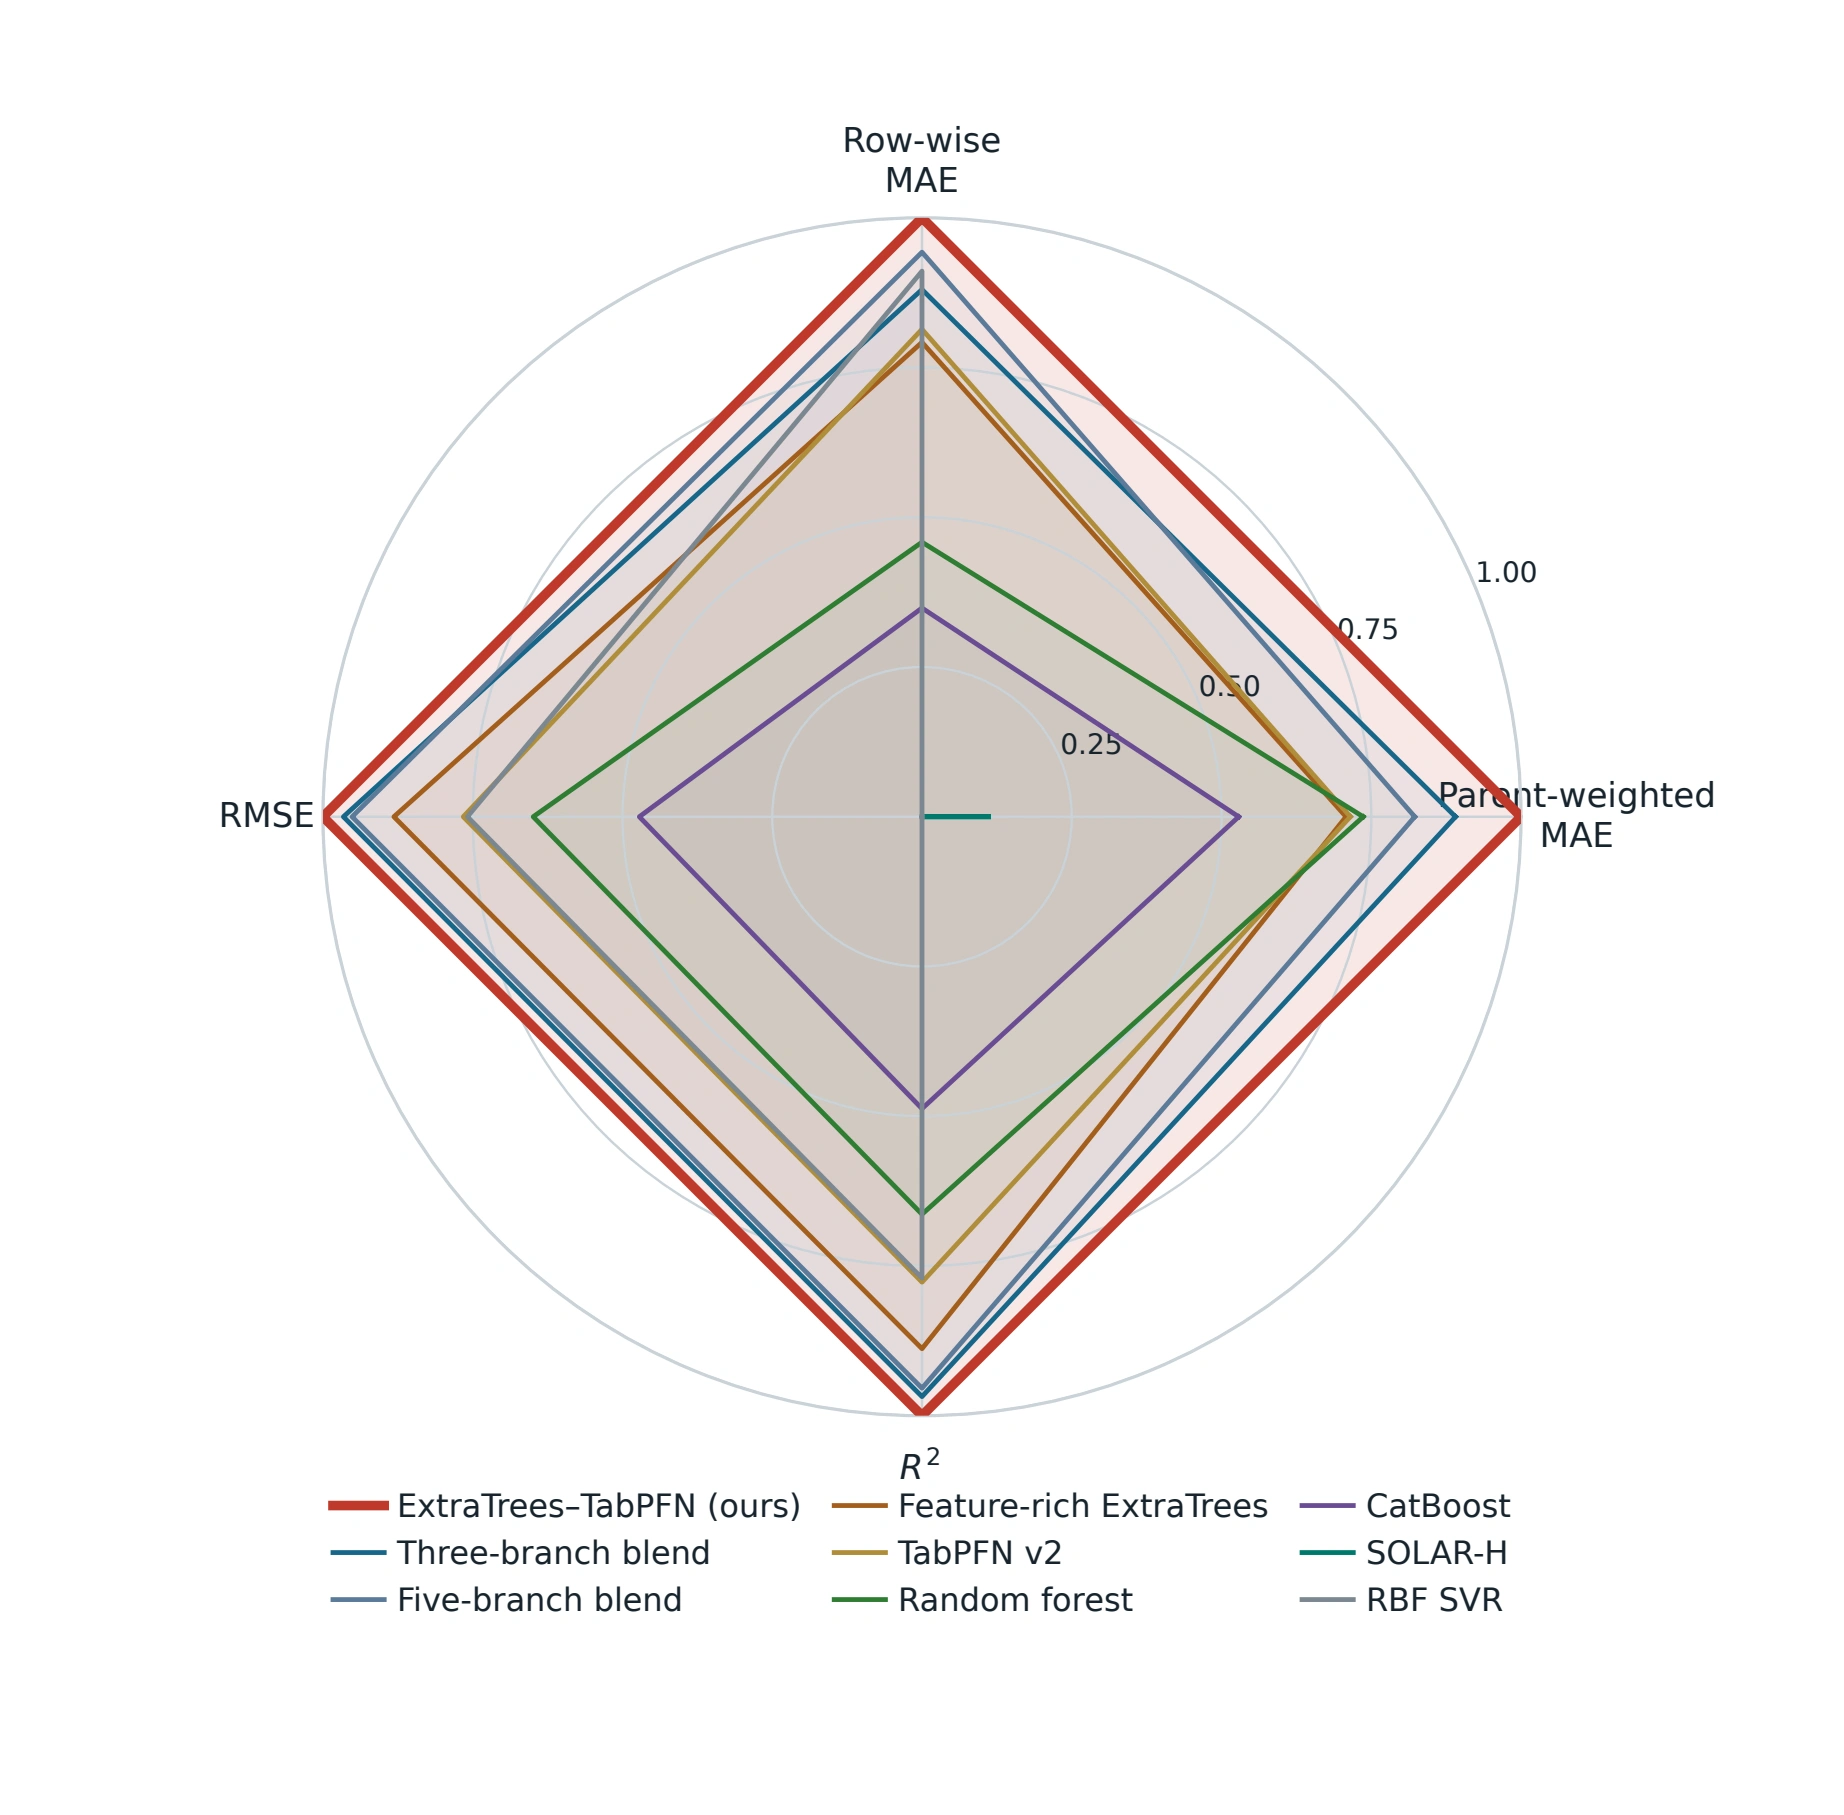 Row-wise
MAE
1.00
0.75
0.50
0.25
Parent-weighted
MAE
RMSE
R²
ExtraTrees–TabPFN (ours)
Three-branch blend
Five-branch blend
Feature-rich ExtraTrees
TabPFN v2
Random forest
CatBoost
SOLAR-H
RBF SVR